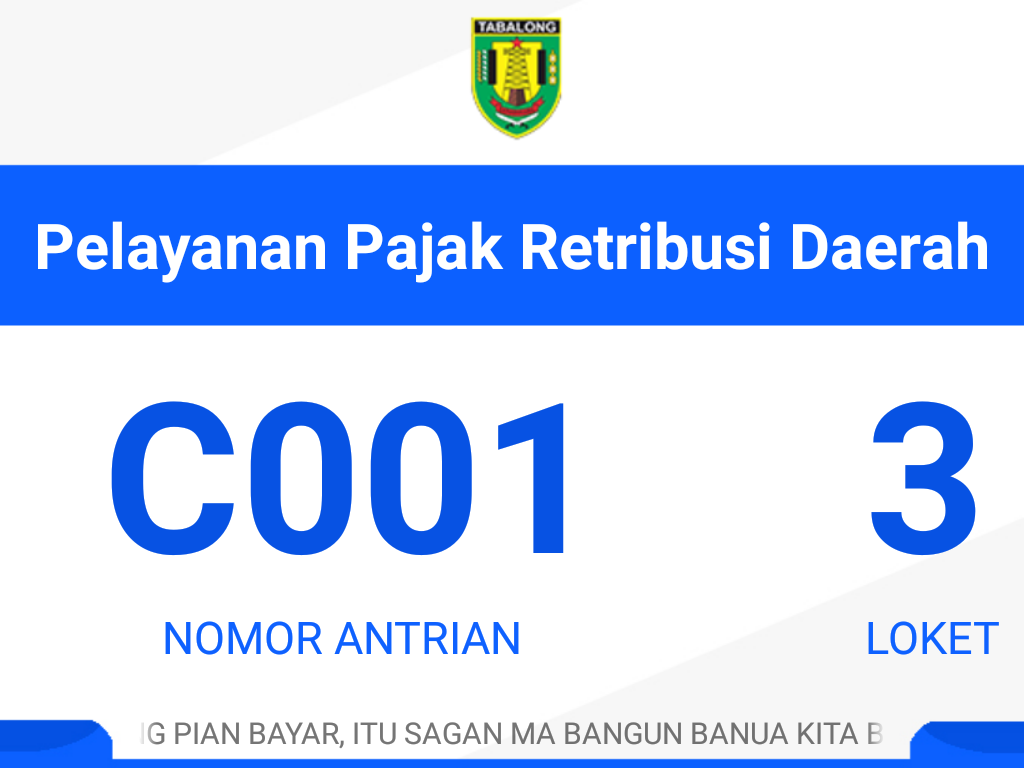 TABALONG
Pelayanan Pajak Retribusi Daerah
C001
3
NOMOR ANTRIAN
LOKET
PIAN BAYAR, ITU SAGAN MA BANGUN BANUA KITA